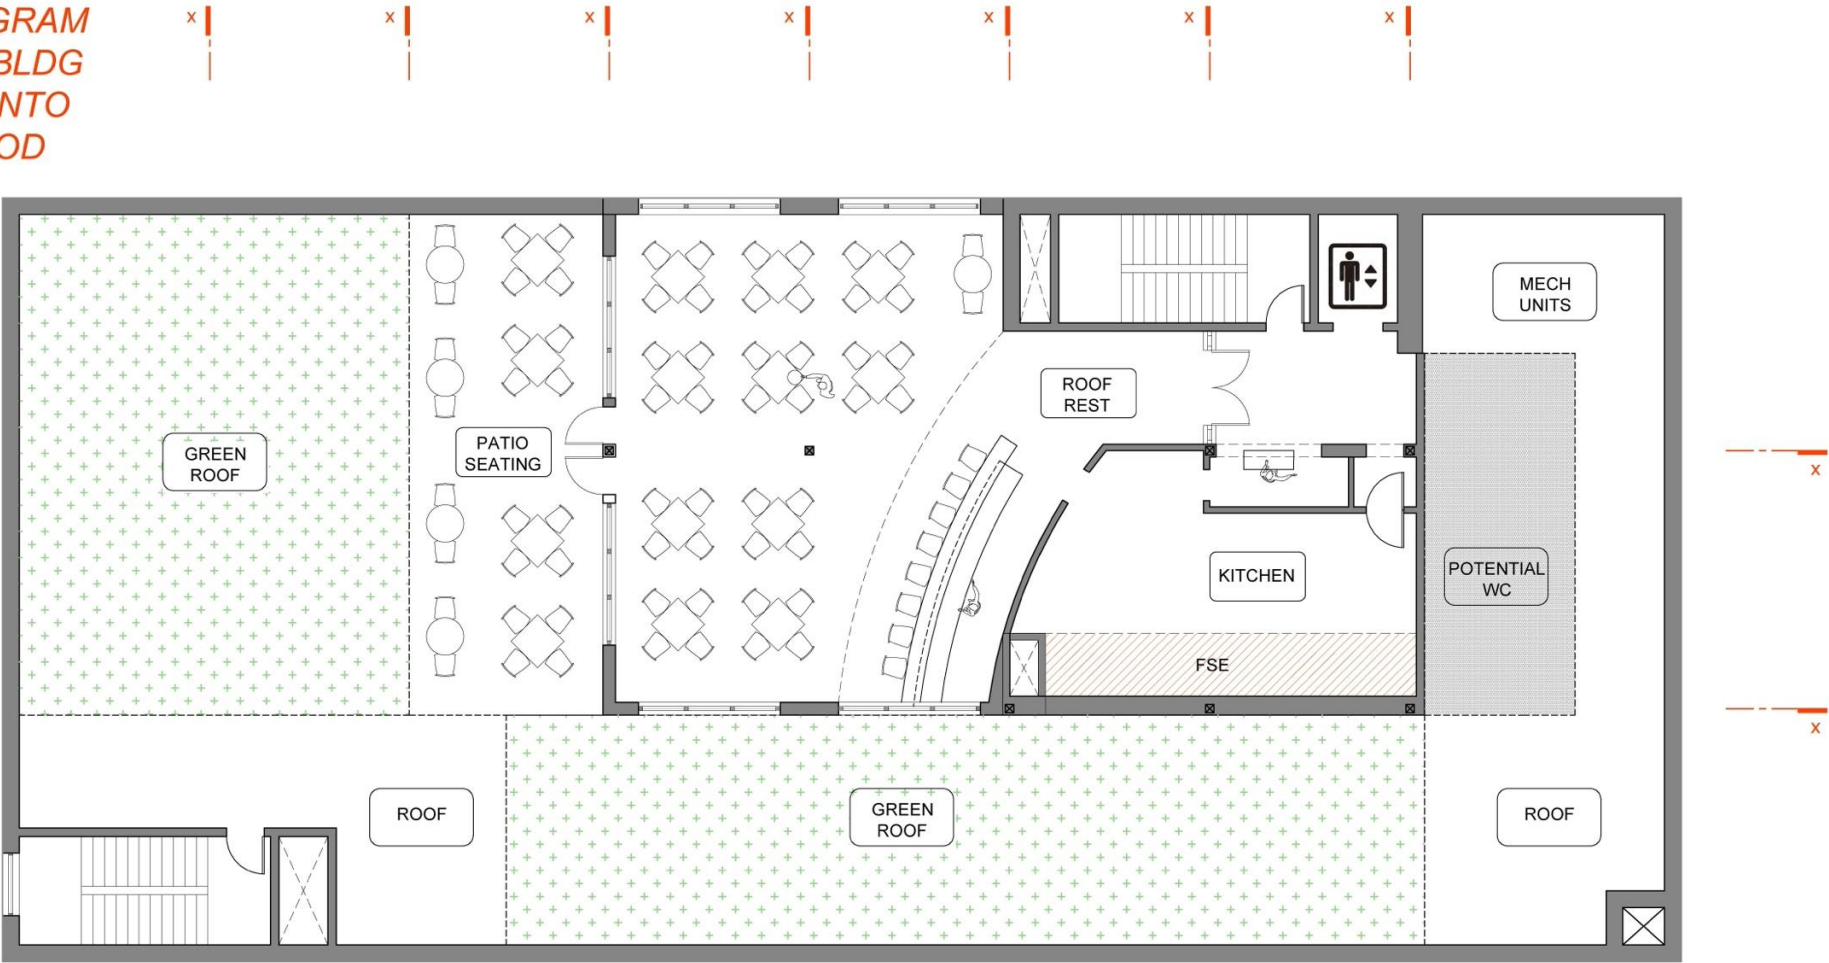 GRAM
BLDG
NTO
OD
x x x x x x x
MECH
UNITS
ROOF
REST
PATIO
SEATING
GREEN
ROOF
x
KITCHEN
POTENTIAL
WC
FSE
x
ROOF
GREEN
ROOF
ROOF